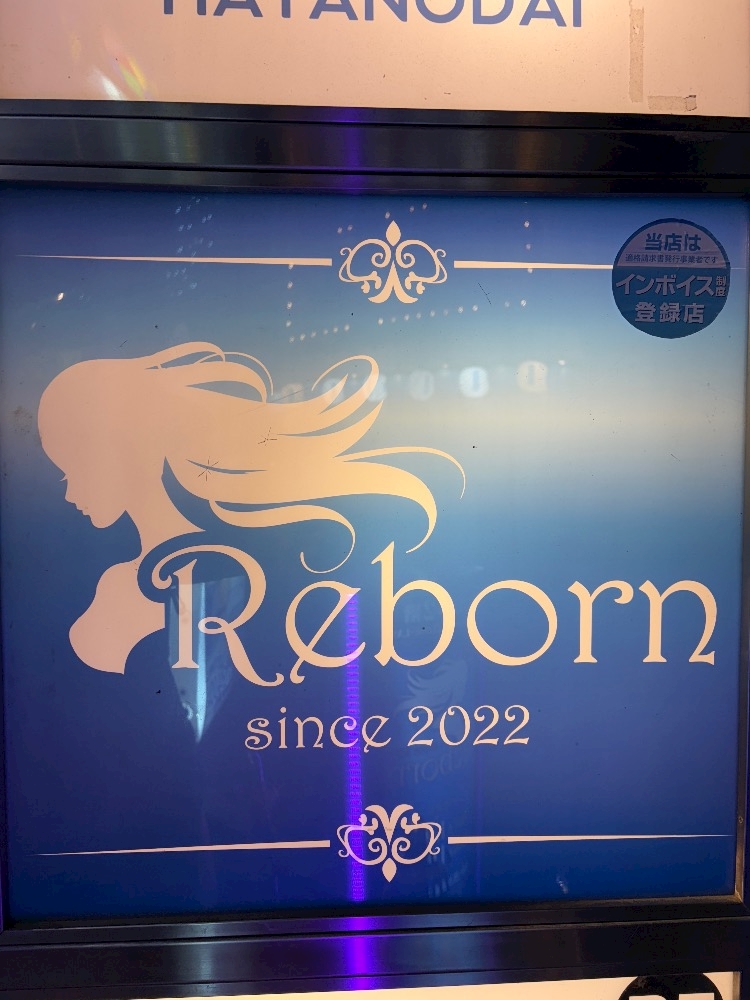 HATANODAI
当店は
適格請求書発行事業者です
インボイス制度
登録店
Reborn
since 2022